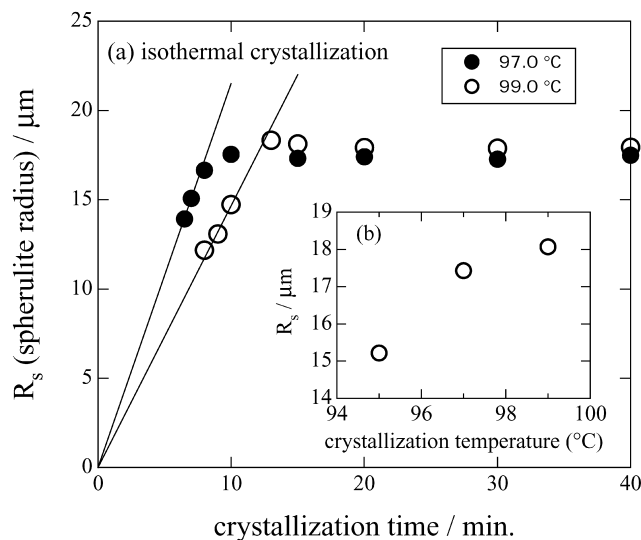 25
(a) isothermal crystallization
97.0 °C
99.0 °C
20
15
10
5
0
R_s (spherulite radius) / μm
0
10
20
30
40
crystallization time / min.
19
(b)
18
17
16
15
14
R_s / μm
94
96
98
100
crystallization temperature (°C)